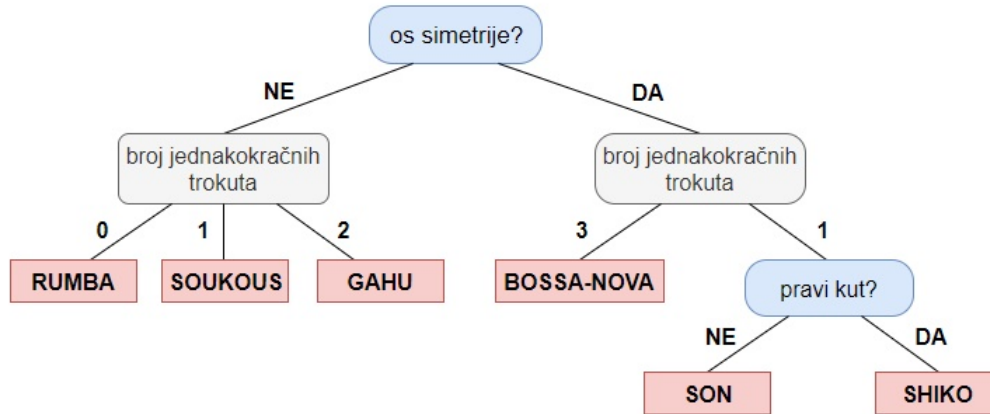 os simetrije?
NE
DA
broj jednakokračnih
trokuta
broj jednakokračnih
trokuta
0
1
2
3
1
RUMBA
SOUKOUS
GAHU
BOSSA-NOVA
pravi kut?
NE
DA
SON
SHIKO